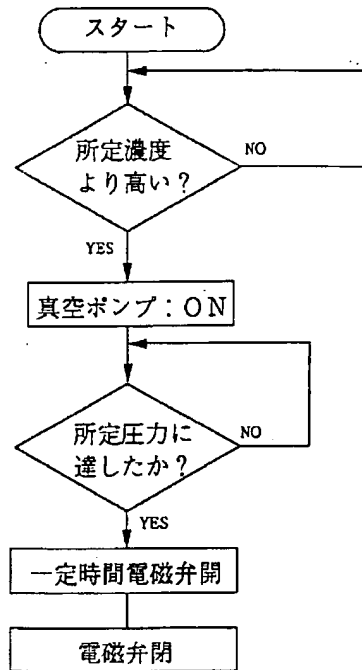 スタート
所定濃度
より高い？
NO
YES
真空ポンプ：ON
所定圧力に
達したか？
NO
YES
一定時間電磁弁開
電磁弁閉